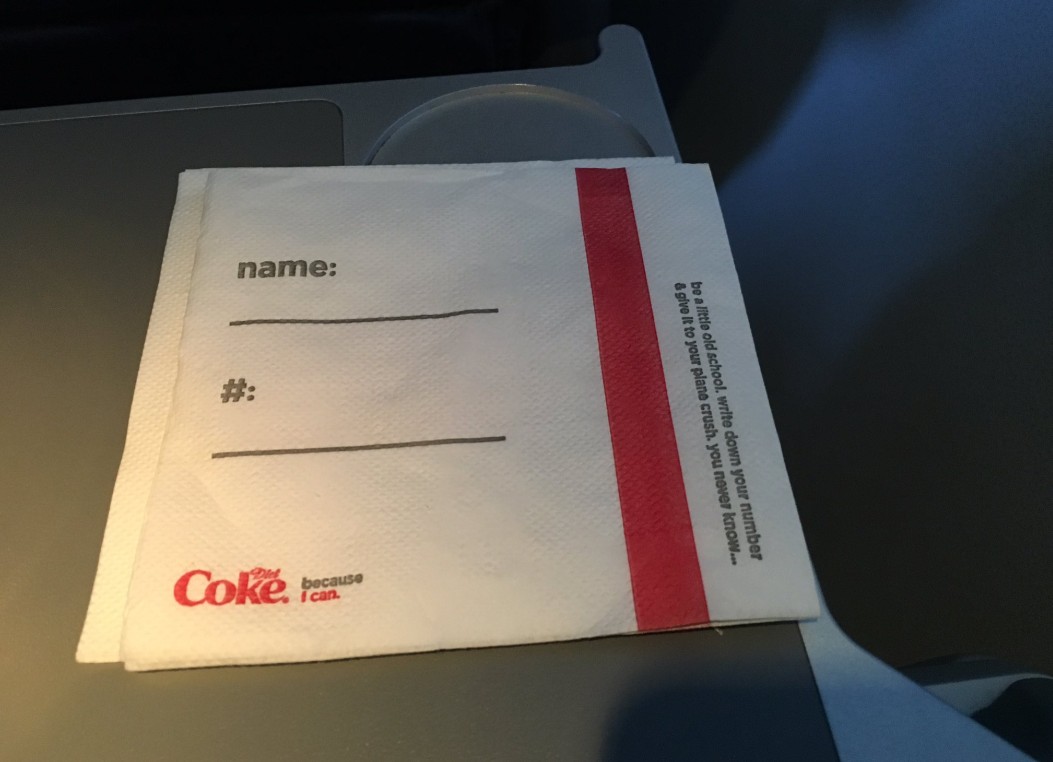 name:
#:
Diet
Coke.
because
I can.
be a little old school. write down your number
& give it to your plane crush. you never know...